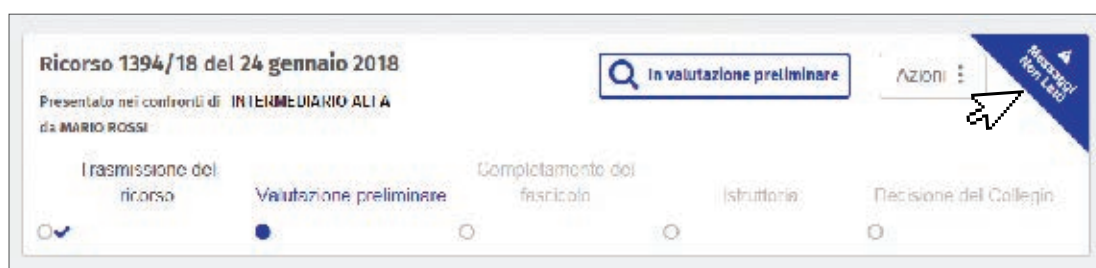 Ricorso 1394/18 del 24 gennaio 2018
In valutazione preliminare
Azioni
Messaggi
Non Letti
Presentato nei confronti di INTERMEDIARIO ALFA
da MARIO ROSSI
Trasmissione del
ricorso
Valutazione preliminare
Completamento del
fascicolo
Istruttoria
Decisione del Collegio